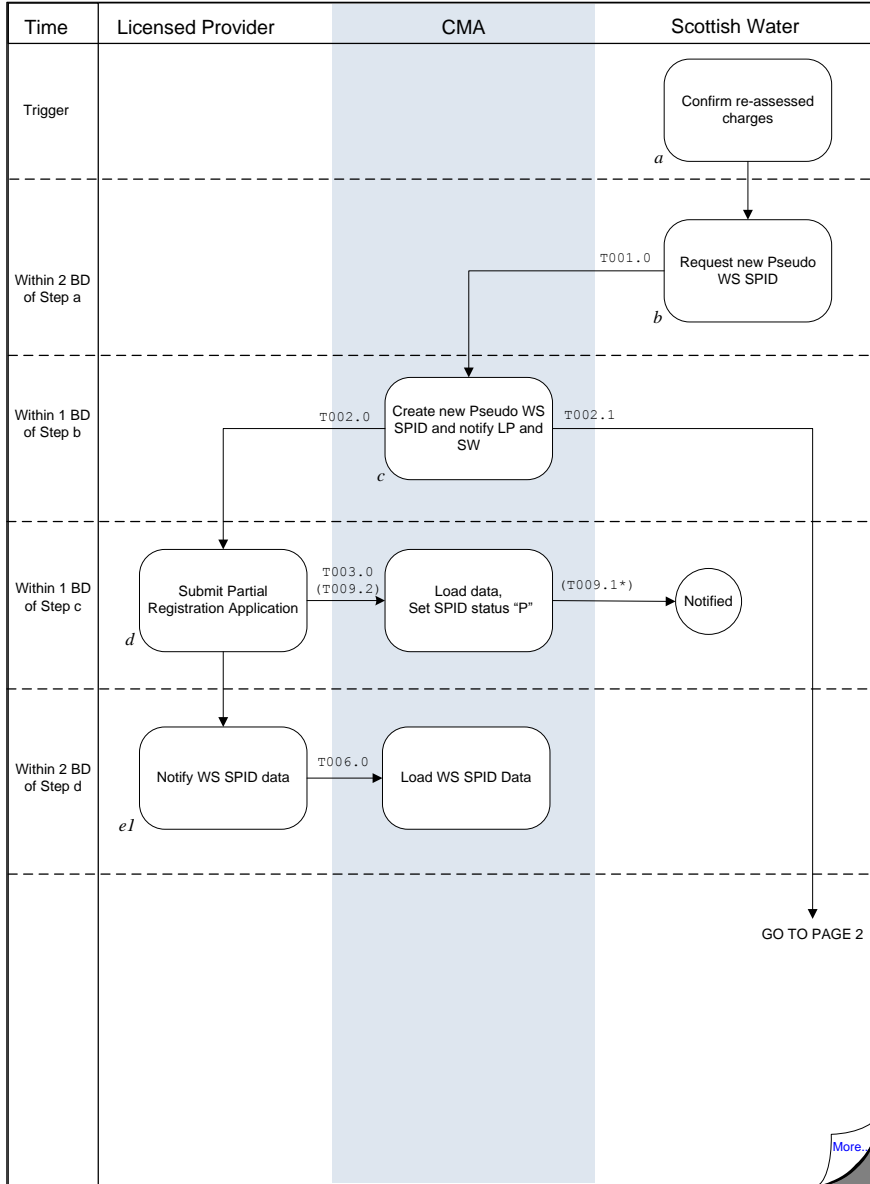 Time
Licensed Provider
CMA
Scottish Water
Trigger
Confirm re-assessed
charges
a
Within 2 BD
of Step a
T001.0
Request new Pseudo
WS SPID
b
Within 1 BD
of Step b
T002.0
Create new Pseudo WS
SPID and notify LP and
SW
T002.1
c
Within 1 BD
of Step c
Submit Partial
Registration Application
T003.0
(T009.2)
Load data,
Set SPID status “P”
(T009.1*)
Notified
d
Within 2 BD
of Step d
Notify WS SPID data
T006.0
Load WS SPID Data
e1
GO TO PAGE 2
More..